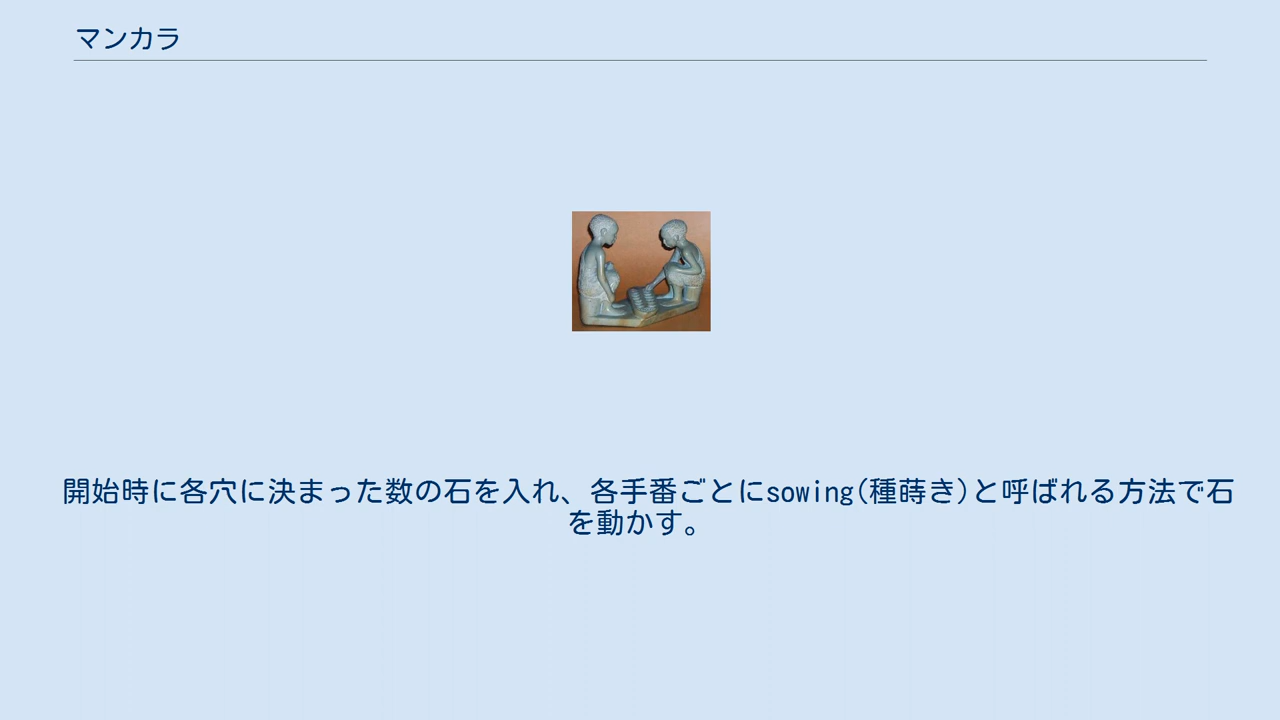 マンカラ
開始時に各穴に決まった数の石を入れ、各手番ごとにsowing(種蒔き)と呼ばれる方法で石
を動かす。